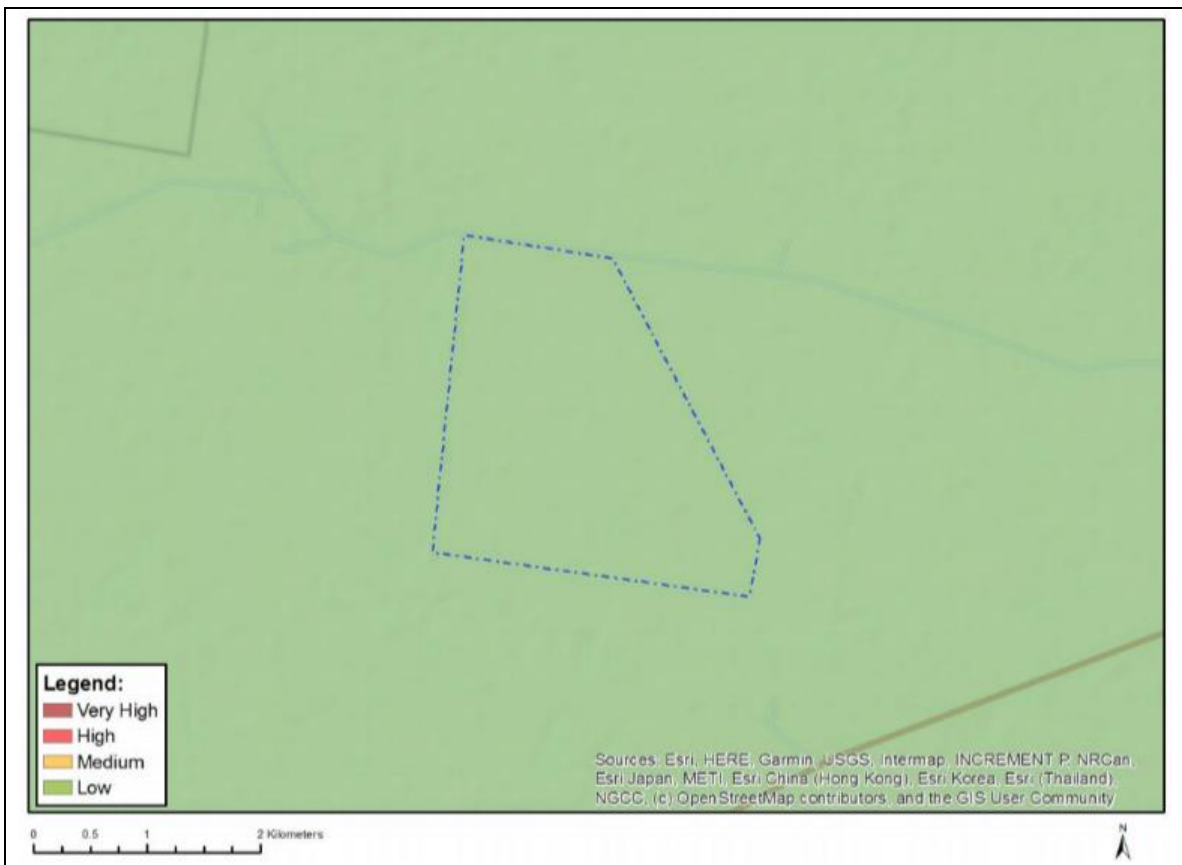 Legend:
Very High
High
Medium
Low
Sources: Esri, HERE, Garmin, USGS, Intermap, INCREMENT P, NRCan,
Esri Japan, METI, Esri China (Hong Kong), Esri Korea, Esri (Thailand),
NGCC, (c) OpenStreetMap contributors, and the GIS User Community
0 0.5 1 2 Kilometers
N